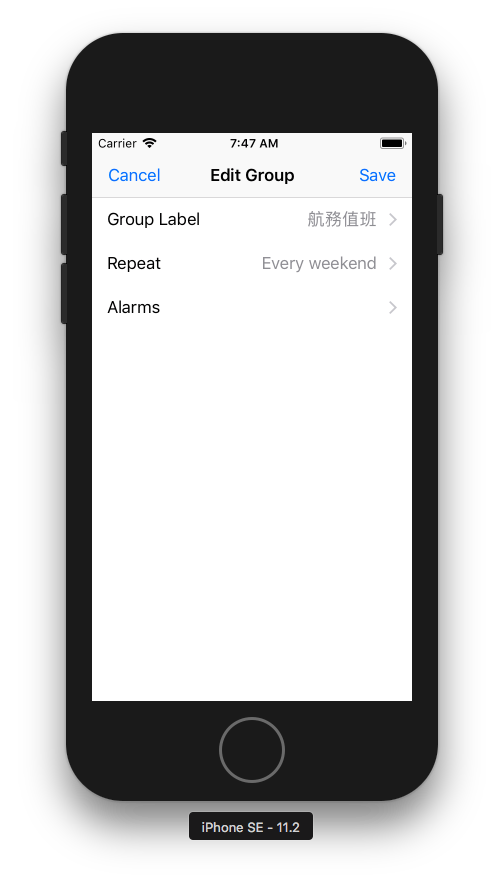 Carrier 7:47 AM
Cancel Edit Group Save
Group Label 航務值班
Repeat Every weekend
Alarms
iPhone SE - 11.2